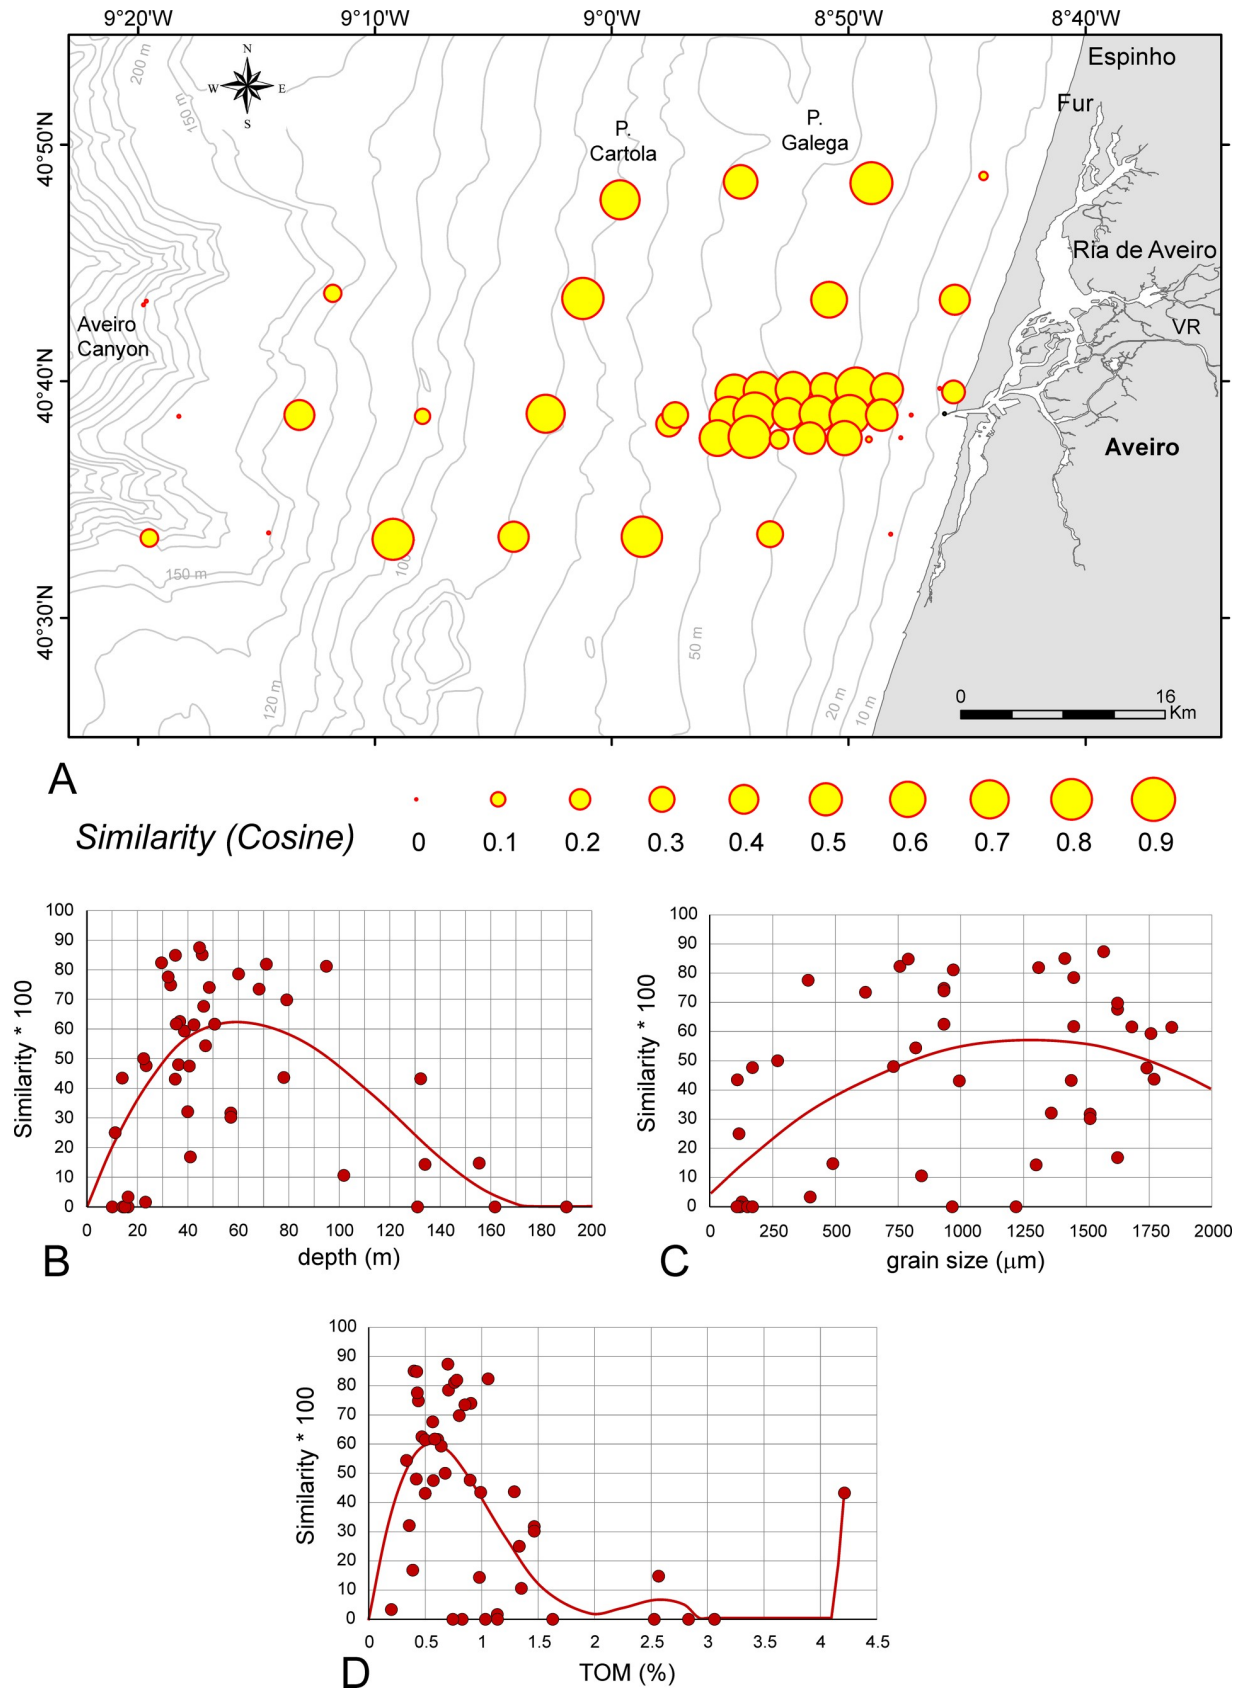 9°20'W 9°10'W 9°0'W 8°50'W 8°40'W
N
W E
S
200 m
150 m
P.
Cartola
P.
Galega
Espinho
Fur
40°50'N
Ria de Aveiro
VR
Aveiro
Canyon
40°40'N
Aveiro
150 m
100
40°30'N
50 m
120 m
20 m
10 m
0 16
Km
A
Similarity (Cosine)
0 0.1 0.2 0.3 0.4 0.5 0.6 0.7 0.8 0.9
Similarity * 100
100
90
80
70
60
50
40
30
20
10
0
0 20 40 60 80 100 120 140 160 180 200
depth (m)
B
Similarity * 100
100
90
80
70
60
50
40
30
20
10
0
0 250 500 750 1000 1250 1500 1750 2000
grain size (μm)
C
Similarity * 100
100
90
80
70
60
50
40
30
20
10
0
0 0.5 1 1.5 2 2.5 3 3.5 4 4.5
TOM (%)
D